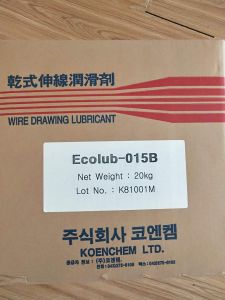 乾式伸線潤滑剤
WIRE DRAWING LUBRICANT
Ecolub-015B
Net Weight : 20kg
Lot No. : K81001M
주식회사 코엔켐
KOENCHEM LTD.